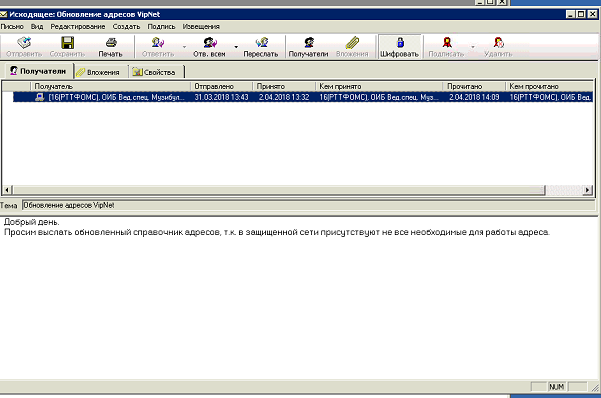 Исходящее: Обновление адресов VipNet
Письмо Вид Редактирование Создать Подпись Извещения
Отправить Сохранить Печать Ответить Отв. всем Переслать Получатели Вложения Шифровать Подписать Удалить
Получатели Вложения Свойства
Получатель Отправлено Принято Кем принято Прочитано Кем прочитано
(16(РТТФОМС), ОИБ Вед.спец. Музибул... 31.03.2018 13:43 2.04.2018 13:32 16(РТТФОМС), ОИБ Вед.спец. Муз... 2.04.2018 14:09 16(РТТФОМС), ОИБ Вед.
Тема Обновление адресов VipNet
Добрый день.
Просим выслать обновленный справочник адресов, т.к. в защищенной сети присутствуют не все необходимые для работы адреса.
NUM